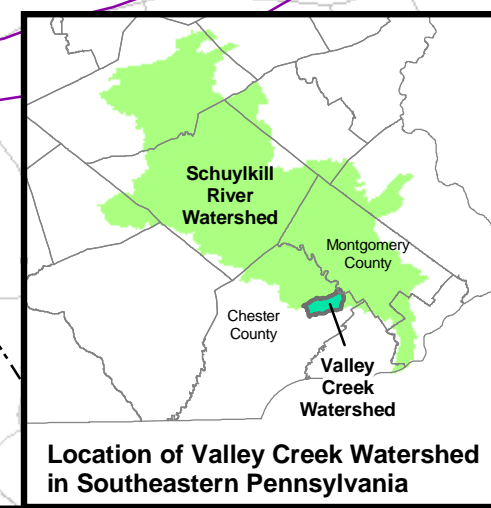 Schuylkill
River
Watershed
Montgomery
County
Chester
County
Valley
Creek
Watershed
Location of Valley Creek Watershed
in Southeastern Pennsylvania